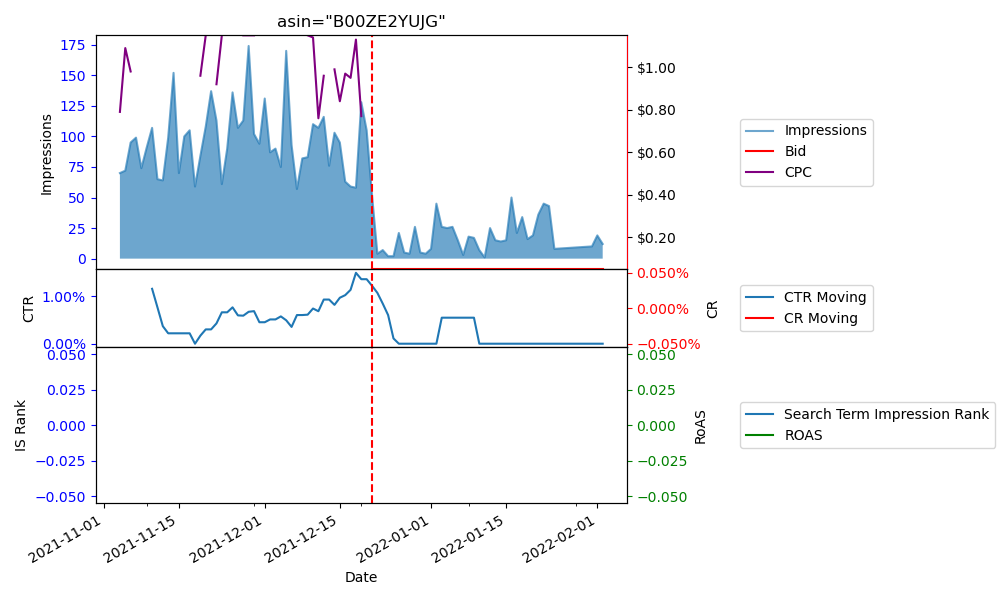 asin="B00ZE2YUJG"
175
150
125
100
75
50
25
0
Impressions
$1.00
$0.80
$0.60
$0.40
$0.20
Impressions
Bid
CPC
1.00%
0.00%
CTR
0.050%
0.000%
−0.050%
CR
CTR Moving
CR Moving
0.050
0.025
0.000
−0.025
−0.050
IS Rank
0.050
0.025
0.000
−0.025
−0.050
RoAS
Search Term Impression Rank
ROAS
2021-11-01
2021-11-15
2021-12-01
2021-12-15
2022-01-01
2022-01-15
2022-02-01
Date